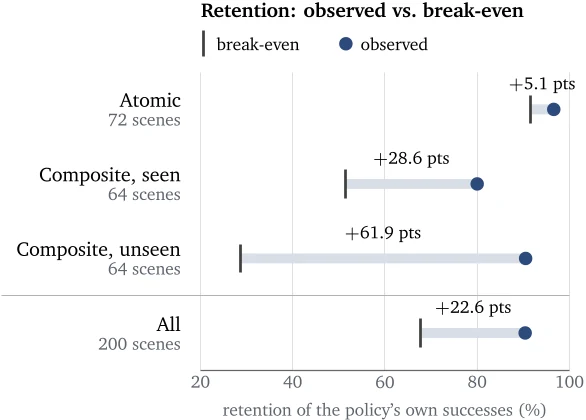 Retention: observed vs. break-even
break-even observed
+5.1 pts
Atomic
72 scenes
+28.6 pts
Composite, seen
64 scenes
+61.9 pts
Composite, unseen
64 scenes
+22.6 pts
All
200 scenes
20 40 60 80 100
retention of the policy's own successes (%)